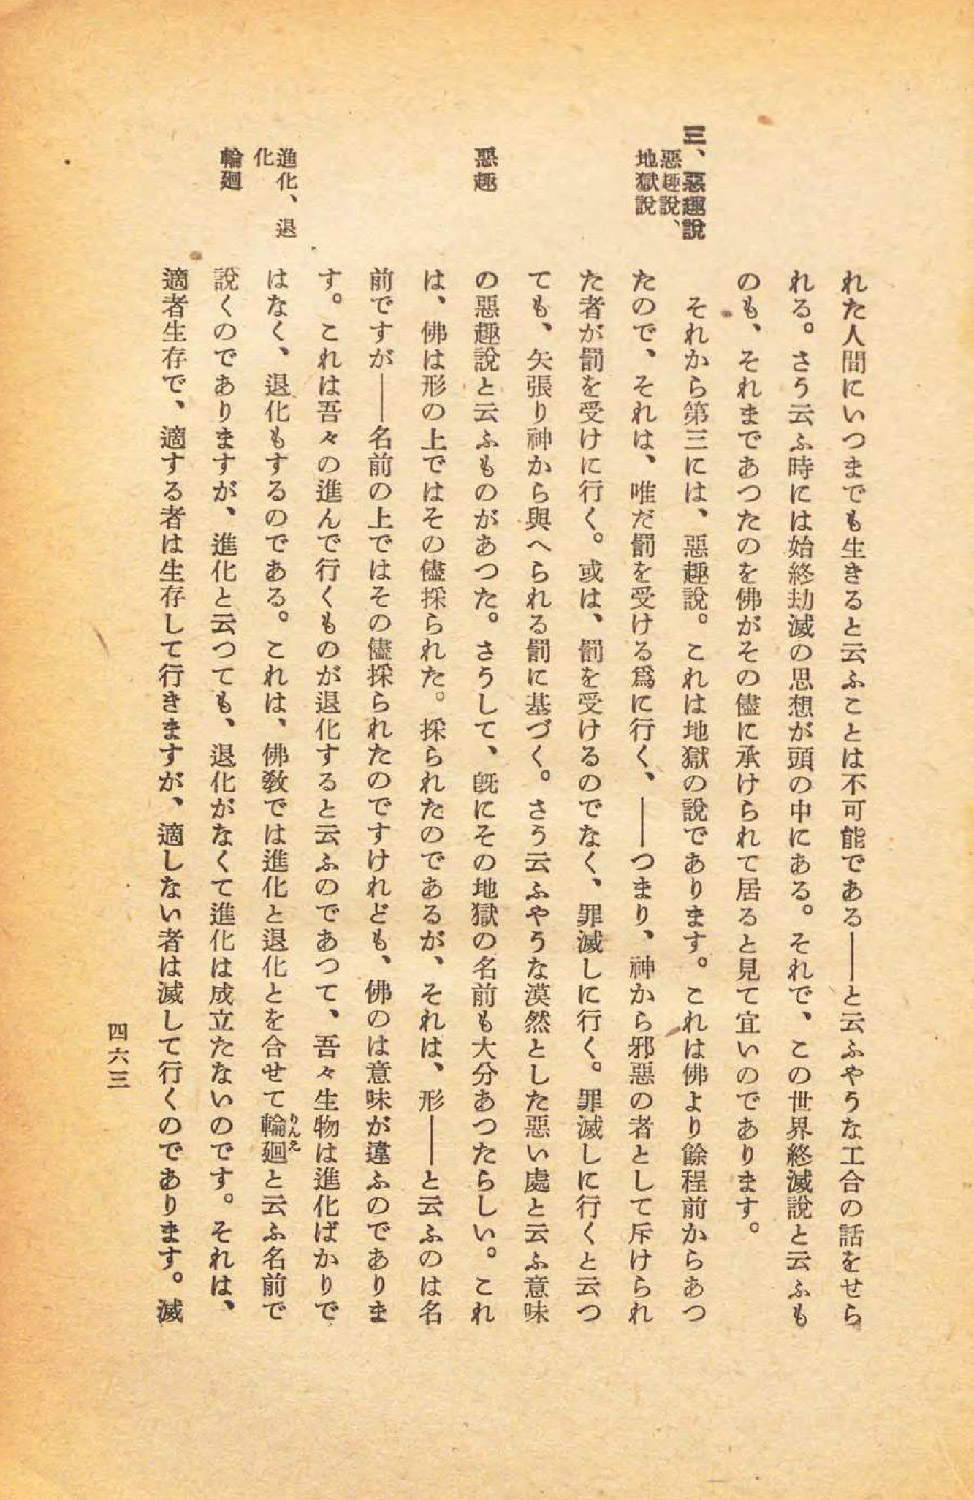 れた人間にいつまでも生きると云ふことは不可能である――と云ふやうな工合の話をせら
れる。さう云ふ時には始終劫滅の思想が頭の中にある。それで、この世界終滅說と云ふも
のも、それまであつたのを佛がその儘に承けられて居ると見て宜いのであります。
三、惡趣說
惡趣說、
地獄說
それから第三には、惡趣說。これは地獄の說であります。これは佛より餘程前からあつ
たので、それは、唯だ罰を受ける爲に行く、――つまり、神から邪惡の者として斥けられ
た者が罰を受けに行く。或は、罰を受けるのでなく、罪滅しに行く。罪滅しに行くと云つ
ても、矢張り神から與へられる罰に基づく。さう云ふやうな漠然とした惡い處と云ふ意味
惡趣
の惡趣說と云ふものがあつた。さうして、旣にその地獄の名前も大分あつたらしい。これ
は、佛は形の上ではその儘採られた。採られたのであるが、それは、形――と云ふのは名
前ですが――名前の上ではその儘採られたのですけれども、佛のは意味が違ふのでありま
す。これは吾々の進んで行くものが退化すると云ふのであつて、吾々生物は進化ばかりで
進化、退
化
はなく、退化もするのである。これは、佛敎では進化と退化とを合せて輪廻と云ふ名前で
りんゑ
輪廻
說くのでありますが、進化と云つても、退化がなくて進化は成立たないのです。それは、
適者生存で、適する者は生存して行きますが、適しない者は滅して行くのであります。滅
四六三